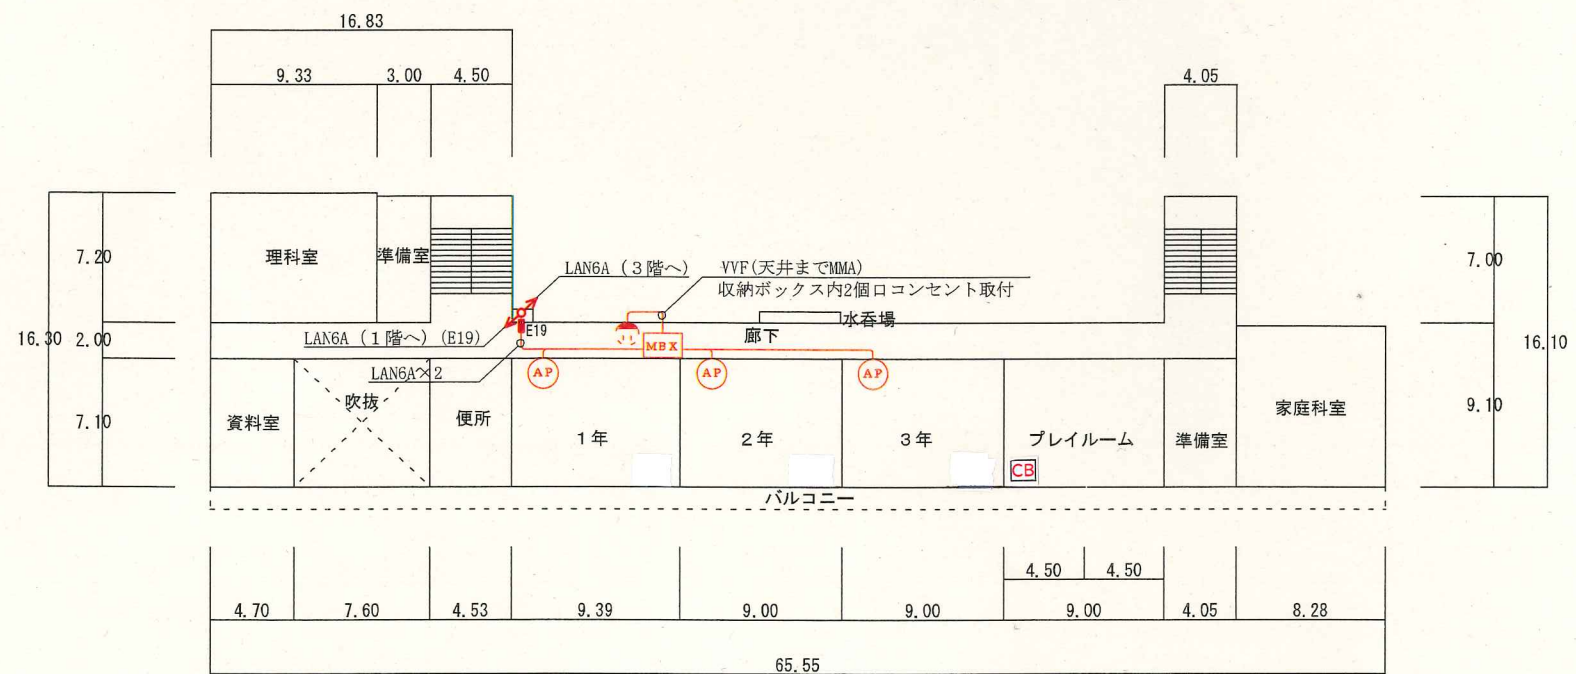 16.83
9.33
3.00
4.50
4.05
7.20
理科室
準備室
LAN6A (3階へ)
VVF(天井までMMA)
収納ボックス内2個口コンセント取付
7.00
16.30
2.00
LAN6A (1階へ) (E19)
E19
MBX
廊下
水呑場
16.10
LAN6A×2
AP
AP
AP
7.10
資料室
吹抜
便所
1年
2年
3年
プレイルーム
CB
準備室
家庭科室
9.10
バルコニー
4.50
4.50
4.70
7.60
4.53
9.39
9.00
9.00
9.00
4.05
8.28
65.55